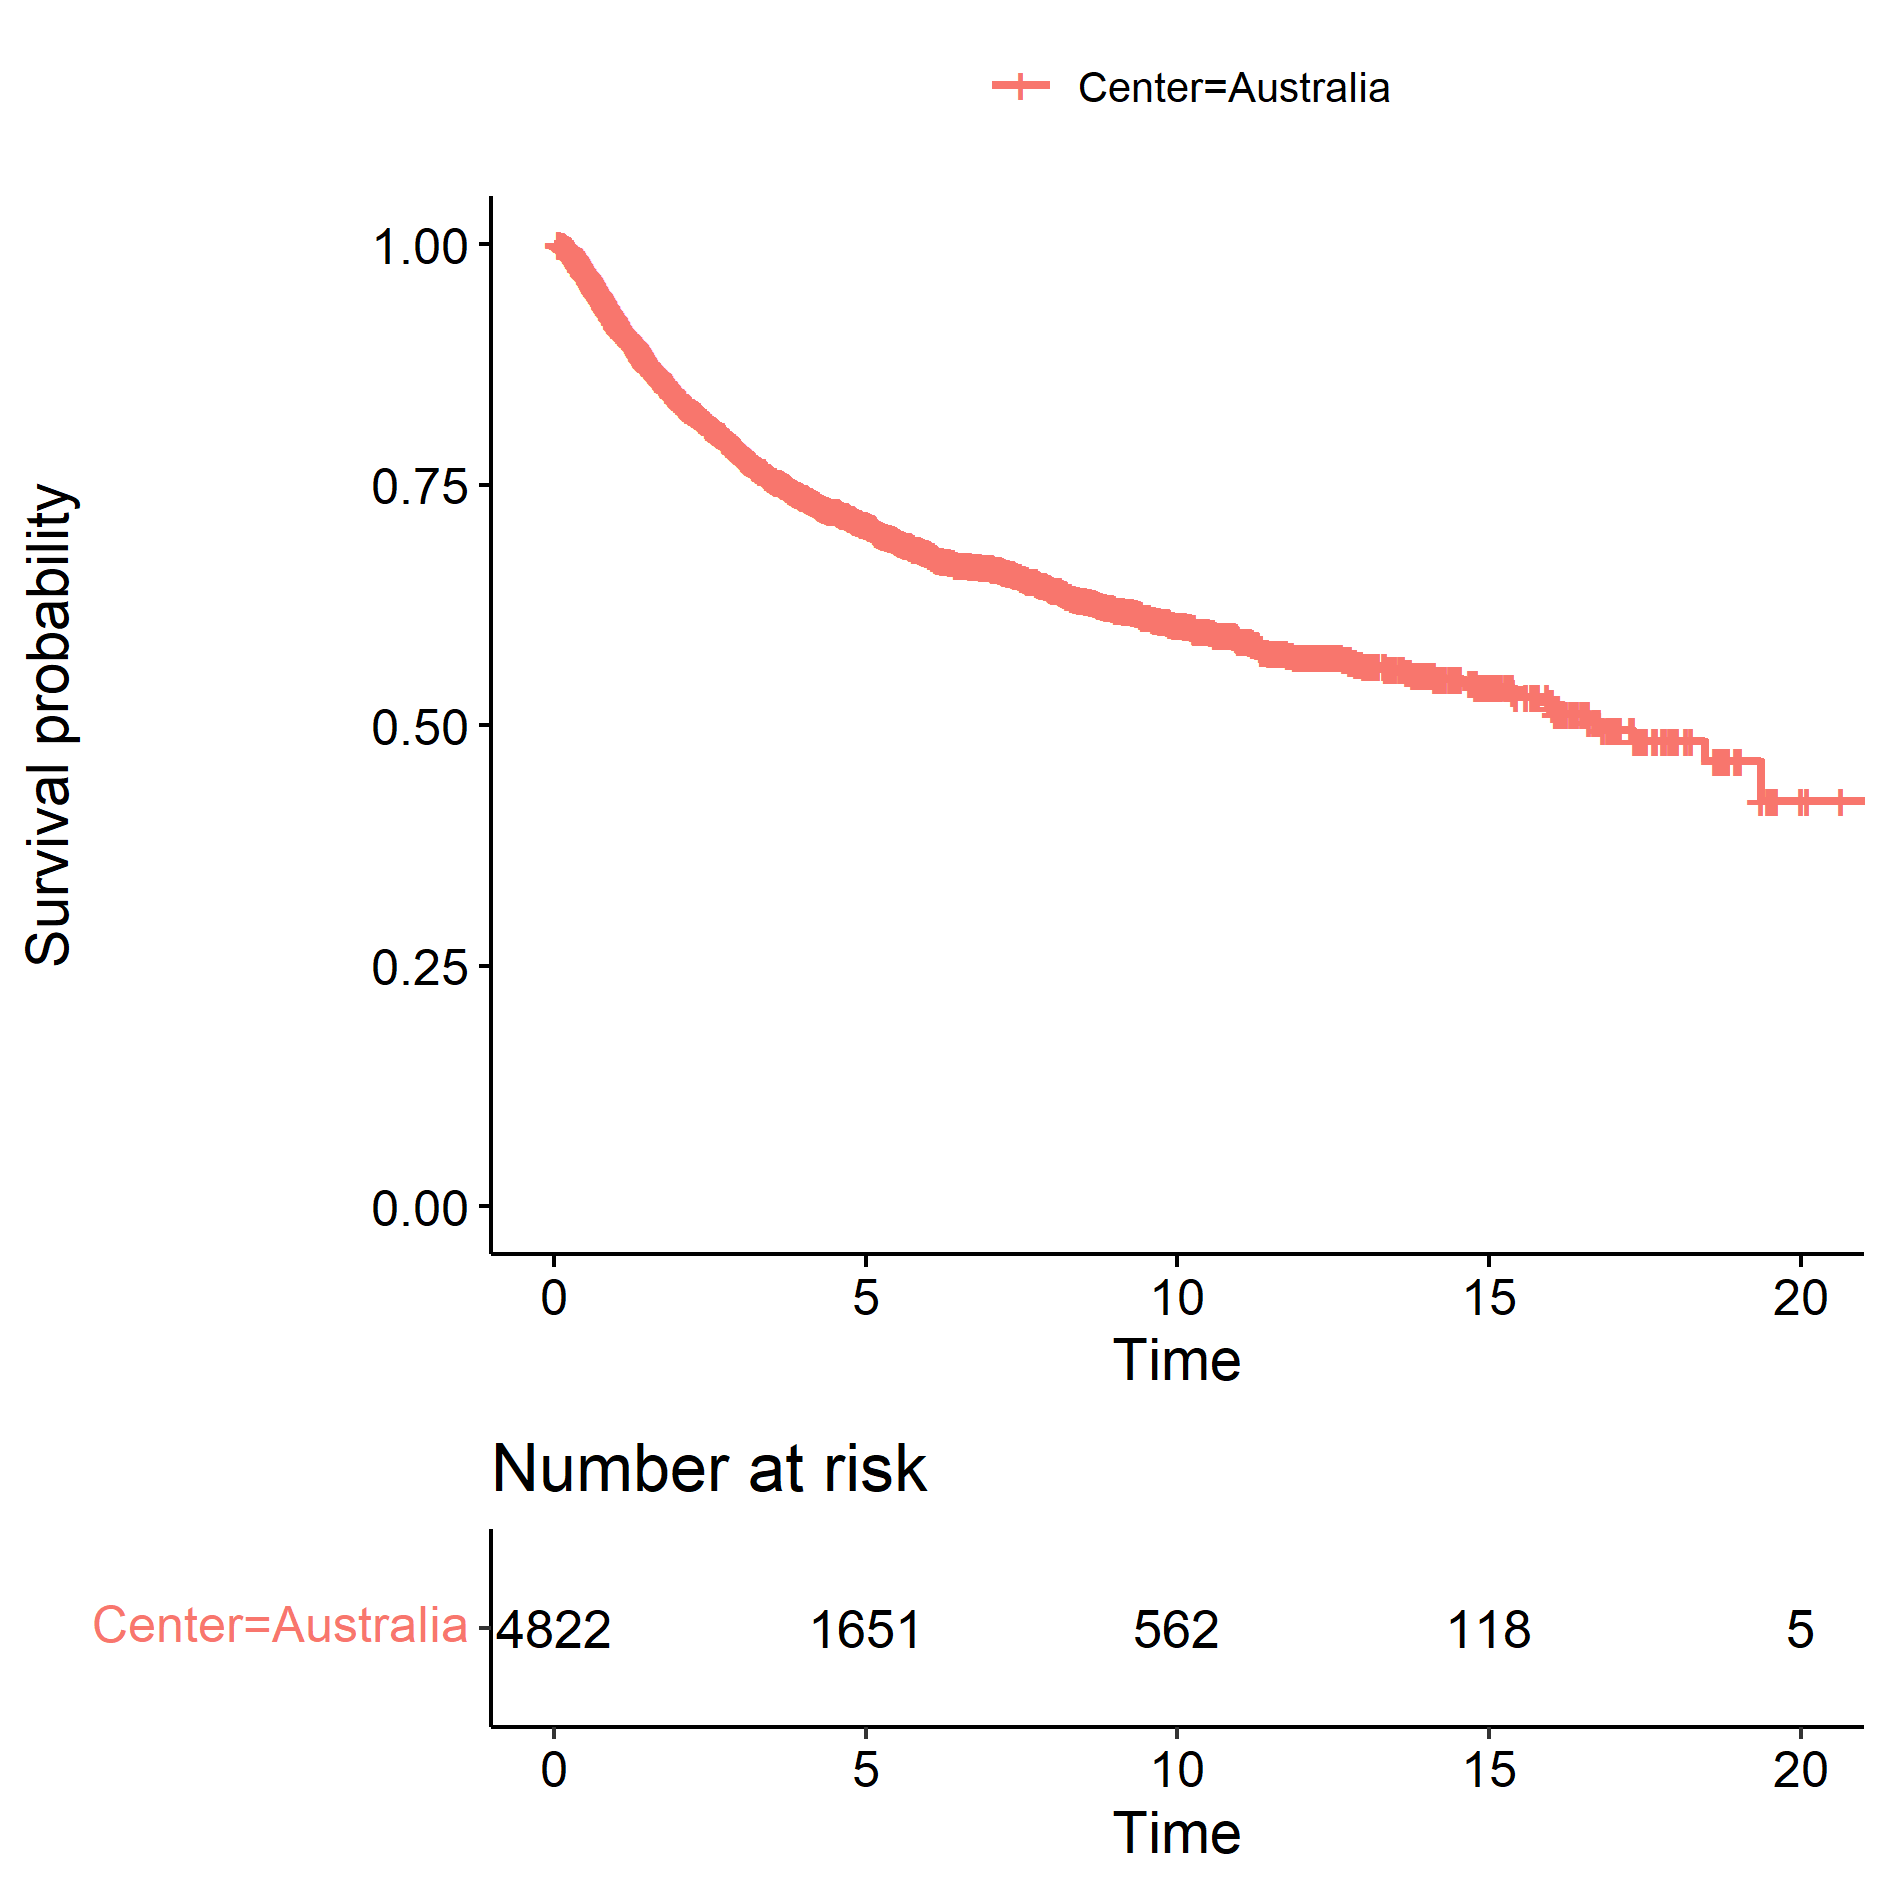 Center=Australia
Survival probability
1.00
0.75
0.50
0.25
0.00
0 5 10 15 20
Time
Number at risk
Center=Australia 4822 1651 562 118 5
0 5 10 15 20
Time